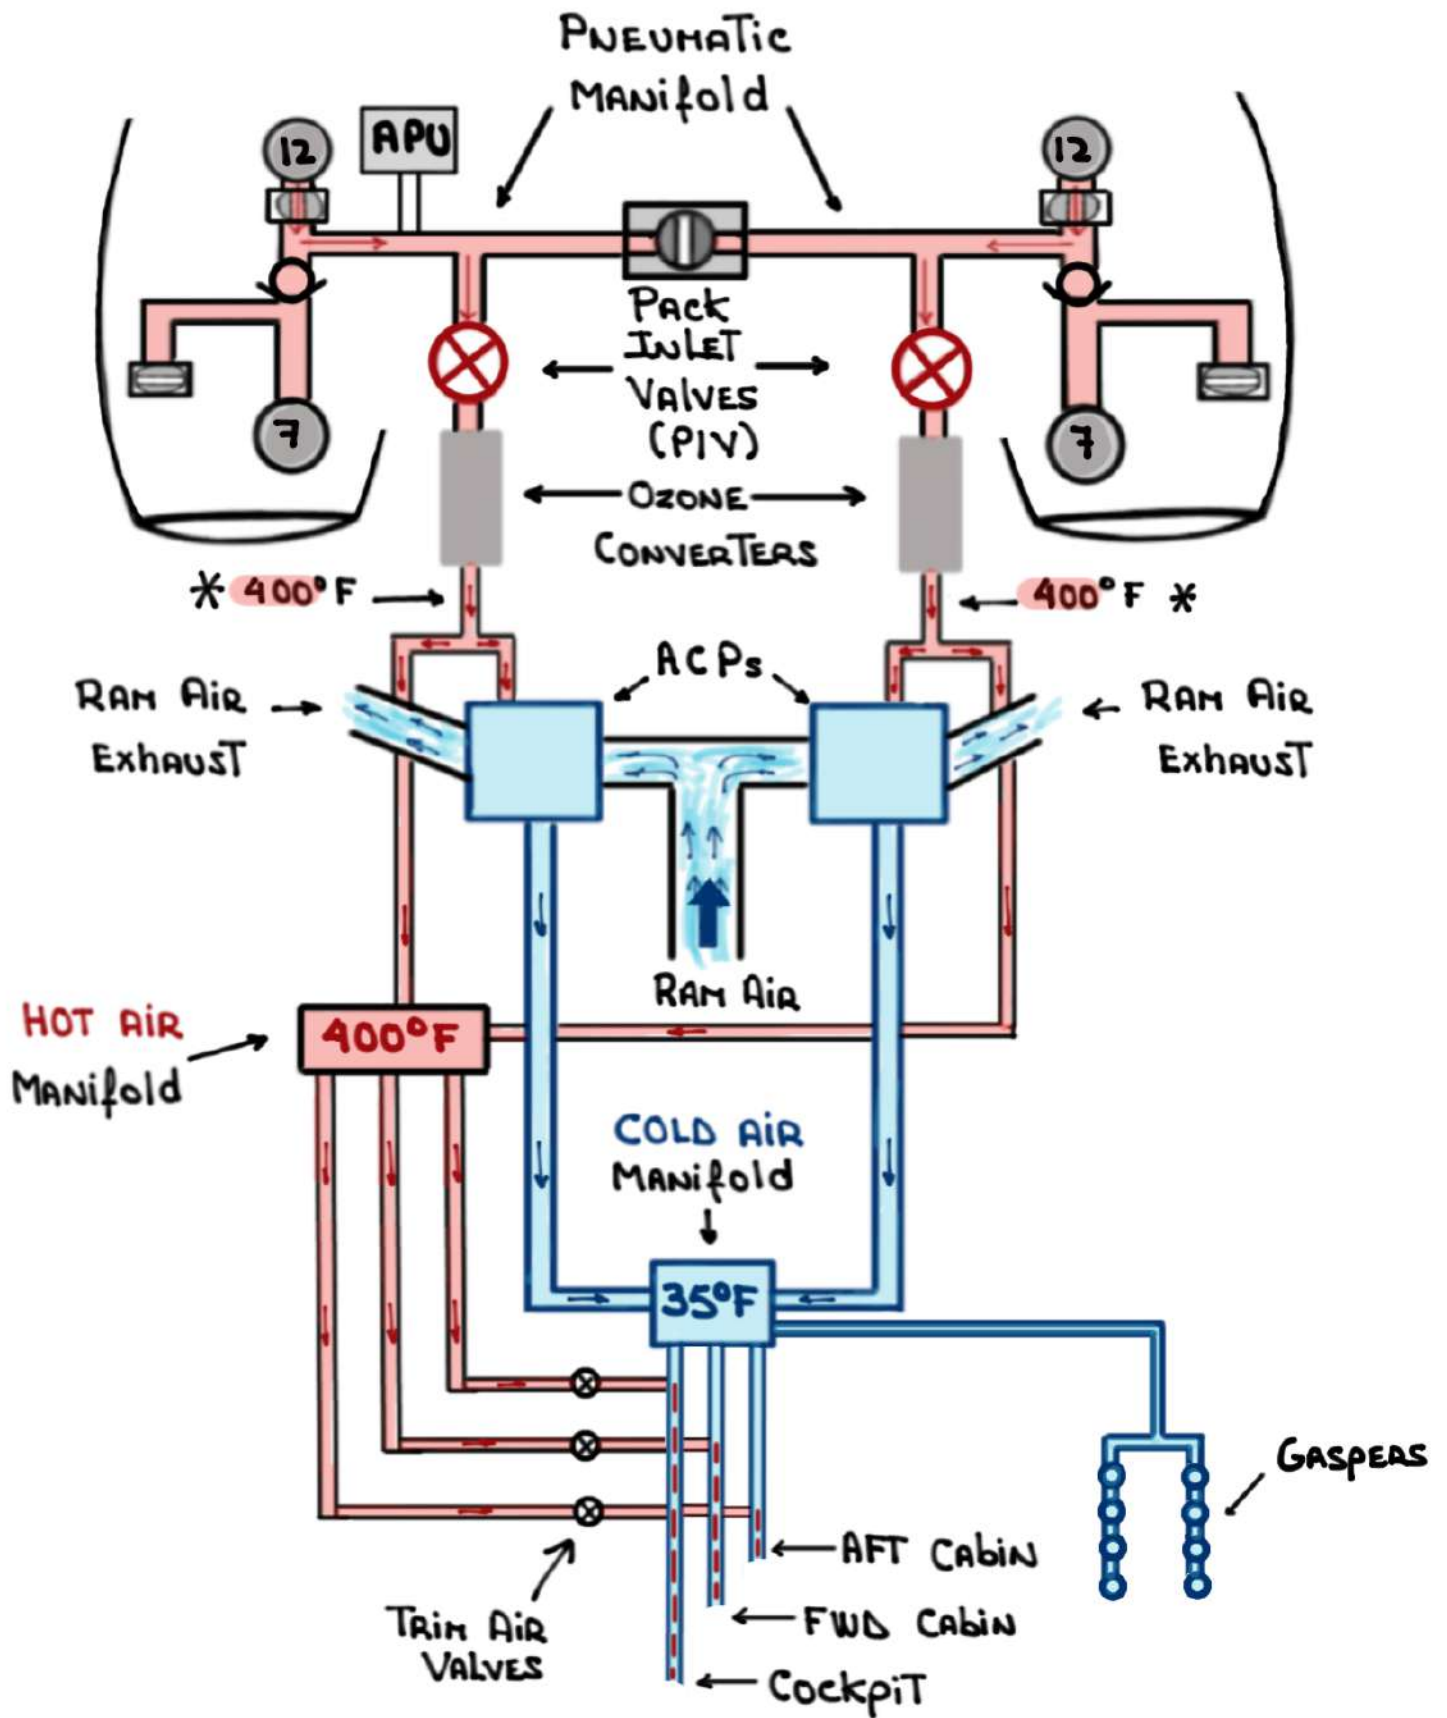 PNEUMATIC
MANIFOLD
12
APU
12
PACK
INLET
VALVES
(PIV)
7
7
OZONE
CONVERTERS
* 400°F
400°F *
ACPs
RAM AIR
EXHAUST
RAM AIR
EXHAUST
RAM AIR
HOT AIR
MANIFOLD
400°F
COLD AIR
MANIFOLD
35°F
GASPERS
AFT CABIN
FWD CABIN
TRIM AIR
VALVES
COCKPIT